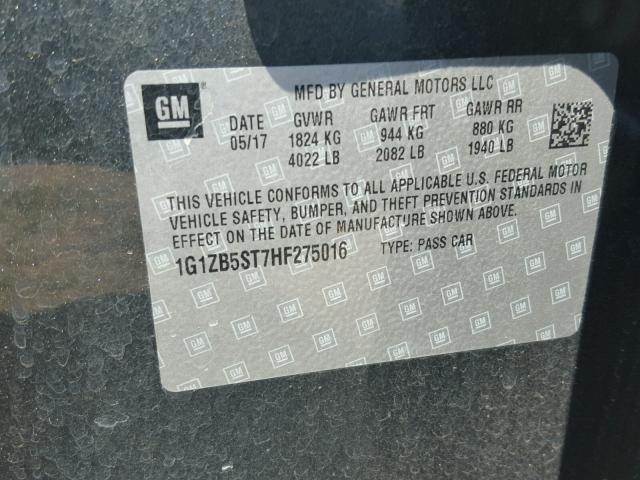 GM
MFD BY GENERAL MOTORS LLC
DATE GVWR GAWR FRT GAWR RR
05/17 1824 KG 944 KG 880 KG
4022 LB 2082 LB 1940 LB
THIS VEHICLE CONFORMS TO ALL APPLICABLE U.S. FEDERAL MOTOR
VEHICLE SAFETY, BUMPER, AND THEFT PREVENTION STANDARDS IN
EFFECT ON THE DATE OF MANUFACTURE SHOWN ABOVE.
1G1ZB5ST7HF275016 TYPE: PASS CAR